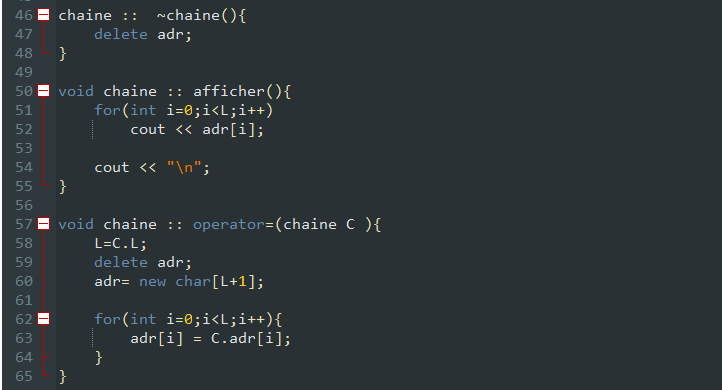 46 chaine ::  ~chaine(){
47     delete adr;
48 }
49
50 void chaine :: afficher(){
51     for(int i=0;i<L;i++)
52         cout << adr[i];
53
54     cout << "\n";
55 }
56
57 void chaine :: operator=(chaine C ){
58     L=C.L;
59     delete adr;
60     adr= new char[L+1];
61
62     for(int i=0;i<L;i++){
63         adr[i] = C.adr[i];
64     }
65 }